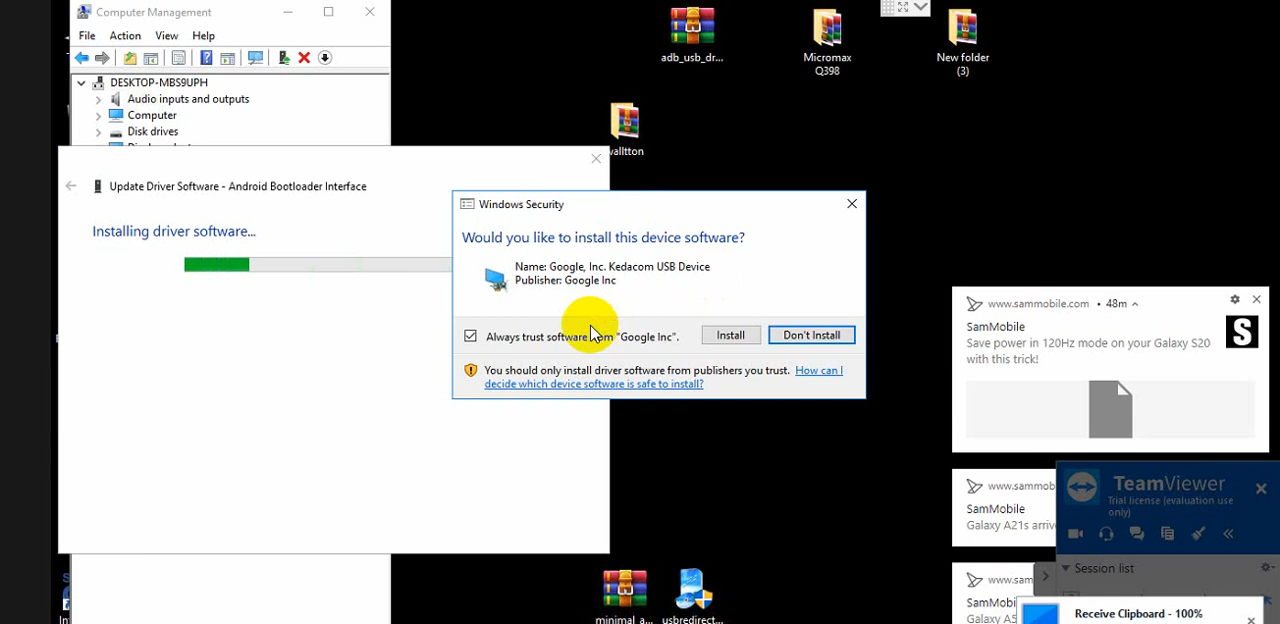 Computer Management
File Action View Help
DESKTOP-MBS9UPH
Audio inputs and outputs
Computer
Disk drives
adb_usb_dr...
Micromax
Q398
New folder
(3)
Update Driver Software - Android Bootloader Interface
Installing driver software...
Windows Security
Would you like to install this device software?
Name: Google, Inc. Kedacom USB Device
Publisher: Google Inc
Always trust software from "Google Inc".
Install
Don't Install
You should only install driver software from publishers you trust. How can I
decide which device software is safe to install?
www.sammobile.com • 48m
SamMobile
Save power in 120Hz mode on your Galaxy S20
with this trick!
S
www.sammob
SamMobile
Galaxy A21s arriv
www.samm
SamMobi
Galaxy A5
TeamViewer
Trial license (evaluation use
only)
Session list
Receive Clipboard - 100%
minimal_a...
usbredirect...